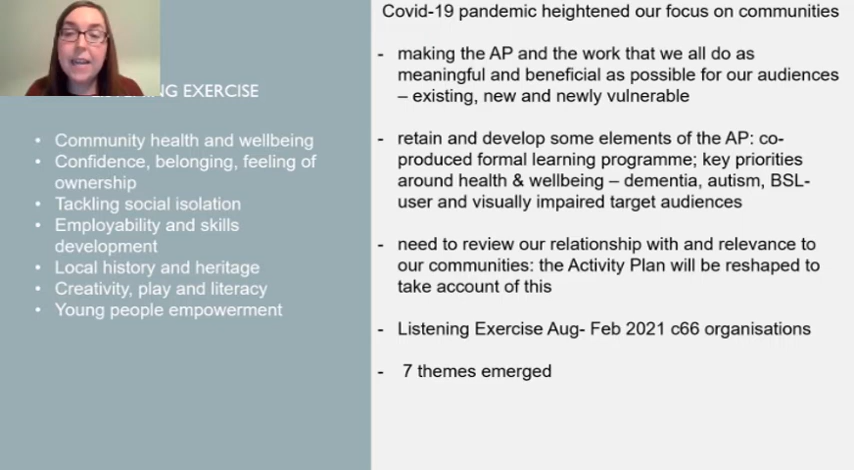 NG EXERCISE
• Community health and wellbeing
• Confidence, belonging, feeling of
ownership
• Tackling social isolation
• Employability and skills
development
• Local history and heritage
• Creativity, play and literacy
• Young people empowerment
Covid-19 pandemic heightened our focus on communities
- making the AP and the work that we all do as
meaningful and beneficial as possible for our audiences
– existing, new and newly vulnerable
- retain and develop some elements of the AP: co-
produced formal learning programme; key priorities
around health & wellbeing – dementia, autism, BSL-
user and visually impaired target audiences
- need to review our relationship with and relevance to
our communities: the Activity Plan will be reshaped to
take account of this
- Listening Exercise Aug- Feb 2021 c66 organisations
- 7 themes emerged